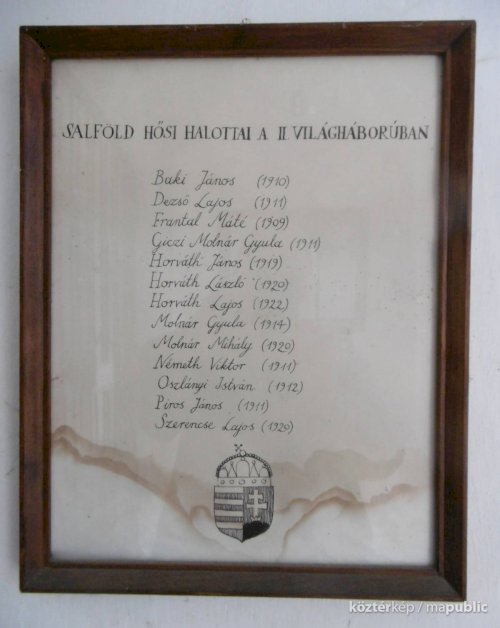 SALFÖLD HŐSI HALOTTAI A II. VILÁGHÁBORÚBAN
Baki János (1910)
Dezső Lajos (1911)
Frantal Máté (1909)
Giczi Molnár Gyula (1911)
Horváth János (1919)
Horváth László (1920)
Horváth Lajos (1922)
Molnár Gyula (1914)
Molnár Mihály (1920)
Németh Viktor (1911)
Oszlányi István (1912)
Piros János (1911)
Szerencse Lajos (1920)
köztérkép / mapublic